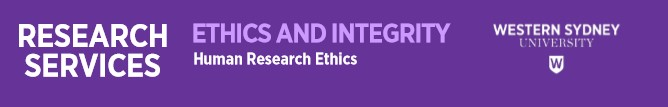 RESEARCH
SERVICES
ETHICS AND INTEGRITY
Human Research Ethics
WESTERN SYDNEY
UNIVERSITY
W